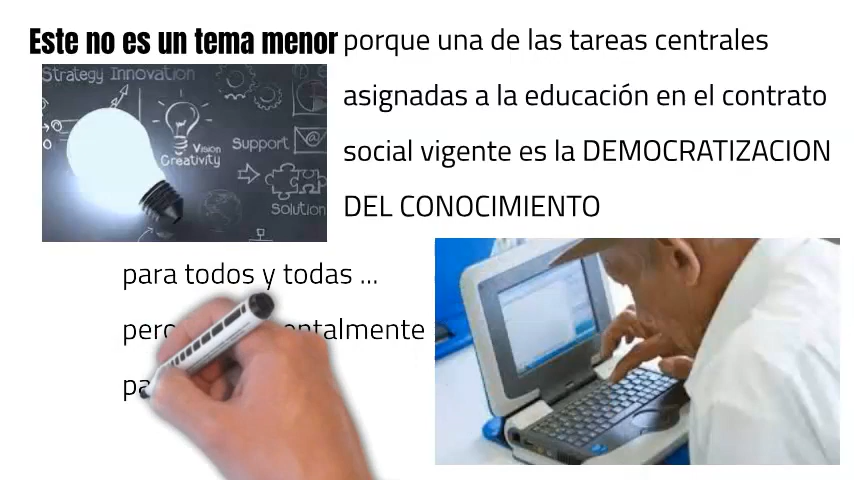 Este no es un tema menor porque una de las tareas centrales
asignadas a la educación en el contrato
social vigente es la DEMOCRATIZACION
DEL CONOCIMIENTO
Strategy Innovation
Vision
Creativity
Support
Solution
para todos y todas ...